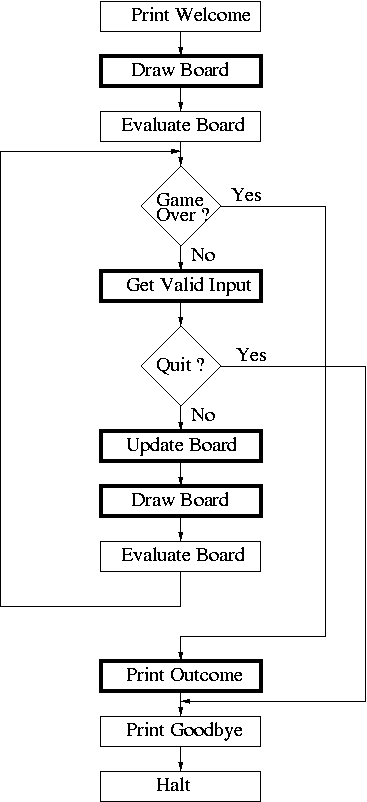 Print Welcome
Draw Board
Evaluate Board
Game
Over ?
Yes
No
Get Valid Input
Quit ?
Yes
No
Update Board
Draw Board
Evaluate Board
Print Outcome
Print Goodbye
Halt